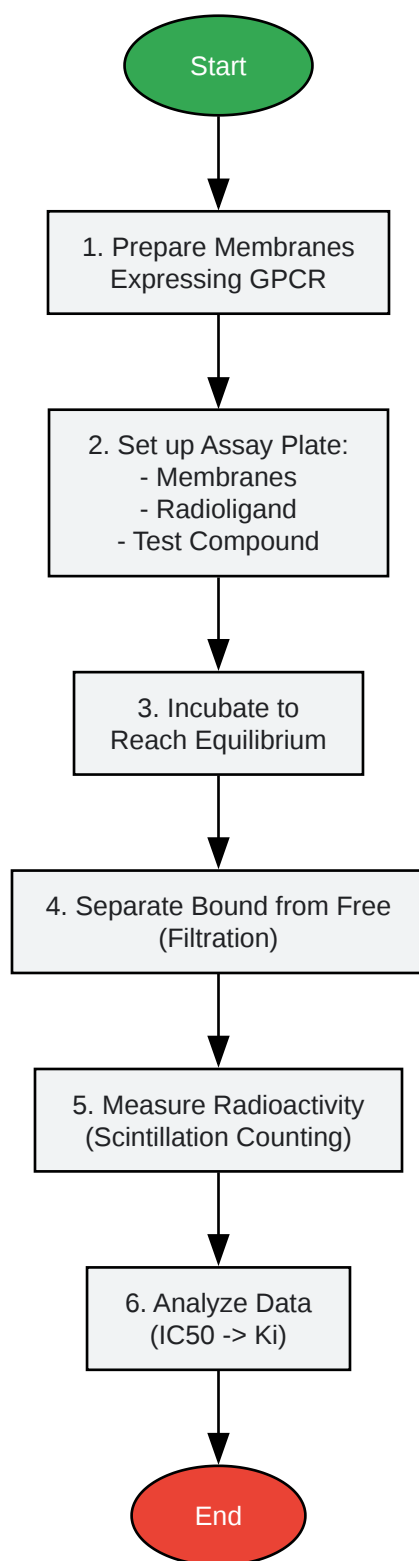 Start
1. Prepare Membranes
Expressing GPCR
2. Set up Assay Plate:
- Membranes
- Radioligand
- Test Compound
3. Incubate to
Reach Equilibrium
4. Separate Bound from Free
(Filtration)
5. Measure Radioactivity
(Scintillation Counting)
6. Analyze Data
(IC50 -> Ki)
End